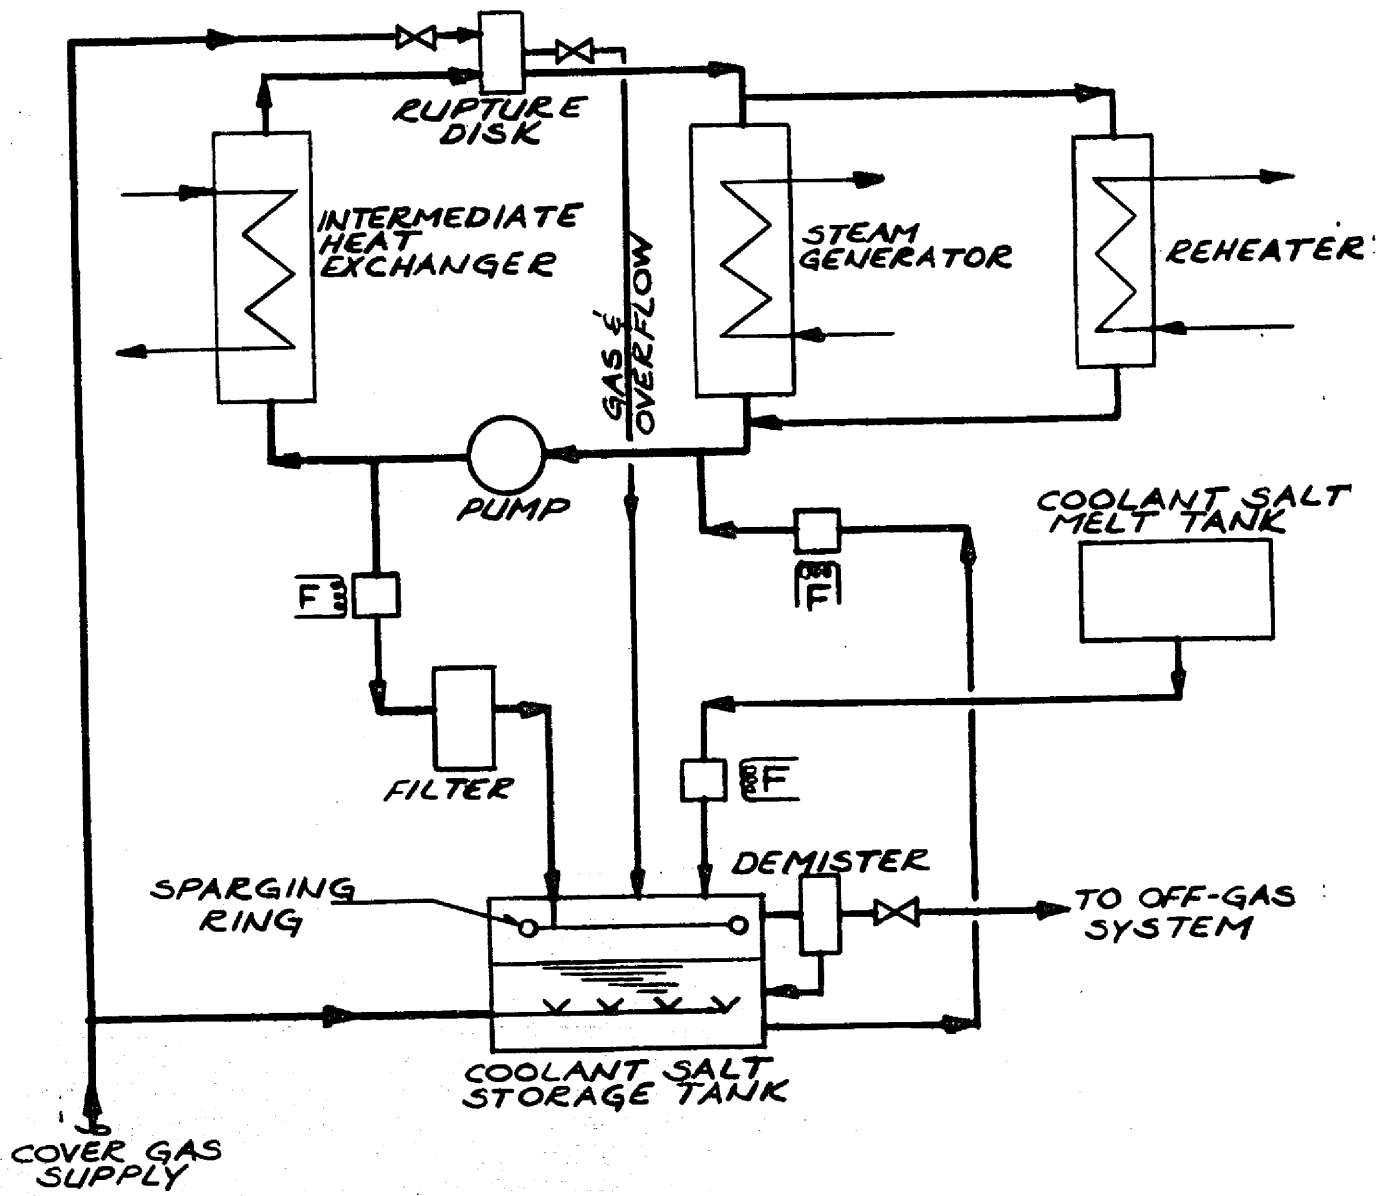 RUPTURE
DISK
INTERMEDIATE
HEAT
EXCHANGER
GAS &
OVERFLOW
STEAM
GENERATOR
REHEATER
PUMP
COOLANT SALT
MELT TANK
F
F
FILTER
F
DEMISTER
SPARGING
RING
TO OFF-GAS
SYSTEM
COOLANT SALT
STORAGE TANK
COVER GAS
SUPPLY